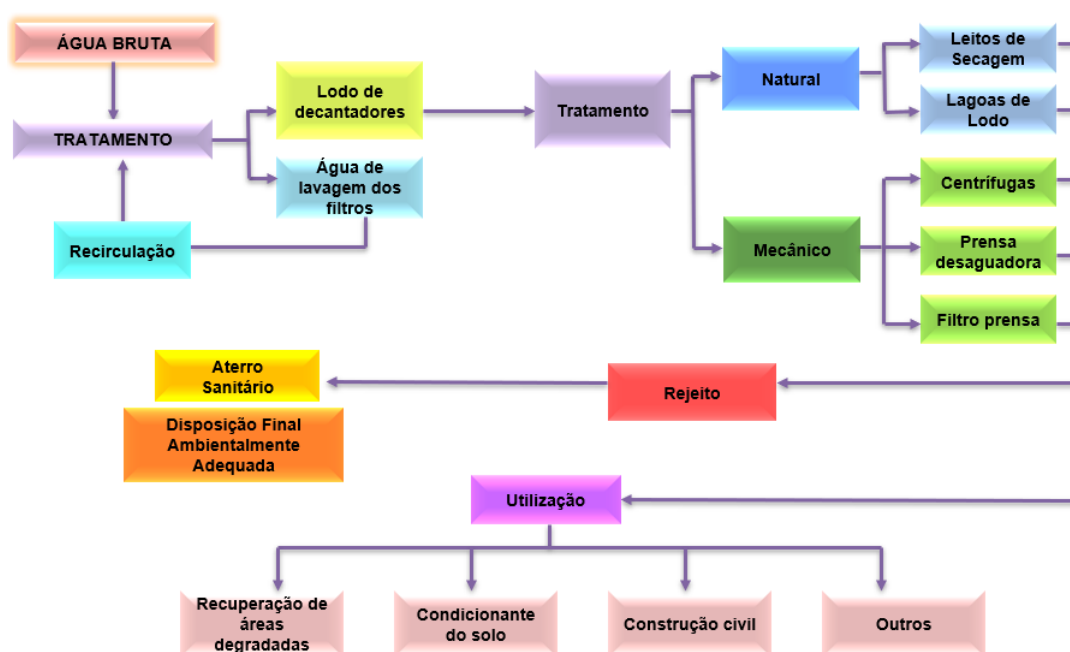 ÁGUA BRUTA
TRATAMENTO
Recirculação
Lodo de
decantadores
Água de
lavagem dos
filtros
Tratamento
Natural
Mecânico
Leitos de
Secagem
Lagoas de
Lodo
Centrífugas
Prensa
desaguadora
Filtro prensa
Rejeito
Aterro
Sanitário
Disposição Final
Ambientalmente
Adequada
Utilização
Recuperação de
áreas
degradadas
Condicionante
do solo
Construção civil
Outros